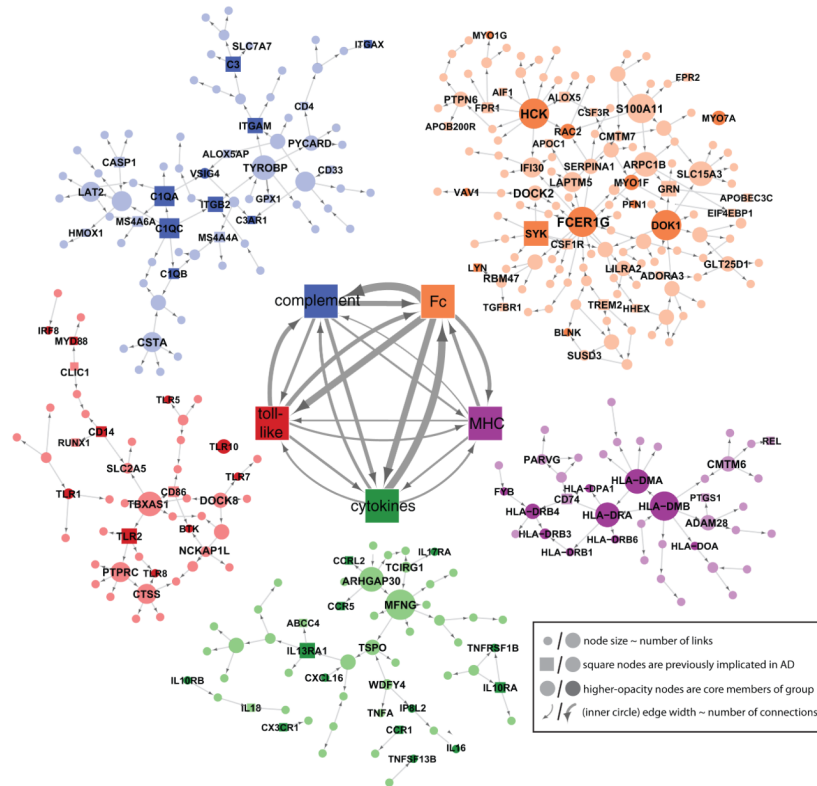 MYO1G
ITGAX
SLC7A7
C3
CD4
ITGAM
PYCARD
ALOX5AP
CASP1
VSIG4
TYROBP
CD33
LAT2
C1QA
GPX1
ITGB2
MS4A6A
C3AR1
HMOX1
C1QC
MS4A4A
C1QB
CSTA
EPR2
AIF1
ALOX5
PTPN6
FPR1
HCK
CSF3R
S100A11
MYO7A
APOB200R
RAC2
CMTM7
APOC1
IFI30
SERPINA1
ARPC1B
SLC15A3
LAPTM5
MYO1F
GRN
VAV1
DOCK2
PFN1
APOBEC3C
EIF4EBP1
FCER1G
DOK1
SYK
CSF1R
LYN
RBM47
LILRA2
GLT25D1
ADORA3
TGFBR1
TREM2
HHEX
BLNK
SUSD3
complement
Fc
toll-
like
MHC
cytokines
IRF8
MYD88
CLIC1
TLR5
CD14
RUNX1
TLR10
SLC2A5
TLR7
TLR1
CD86
TBXAS1
DOCK8
BTK
TLR2
NCKAP1L
PTPRC
TLR8
CTSS
REL
PARVG
CMTM6
HLA-DMA
HLA-DPA1
FYB
CD74
PTGS1
HLA-DMB
HLA-DRB4
HLA-DRA
ADAM28
HLA-DRB3
HLA-DRB6
HLA-DOA
HLA-DRB1
IL17RA
CCRL2
TCIRG1
ARHGAP30
CCR5
MFNG
ABCC4
TNFRSF1B
IL13RA1
TSPO
CXCL16
WDFY4
IL10RB
IL10RA
IL18
IP8L2
TNFA
CX3CR1
CCR1
IL16
TNFSF13B
/ node size ~ number of links
/ square nodes are previously implicated in AD
/ higher-opacity nodes are core members of group
/ (inner circle) edge width ~ number of connections